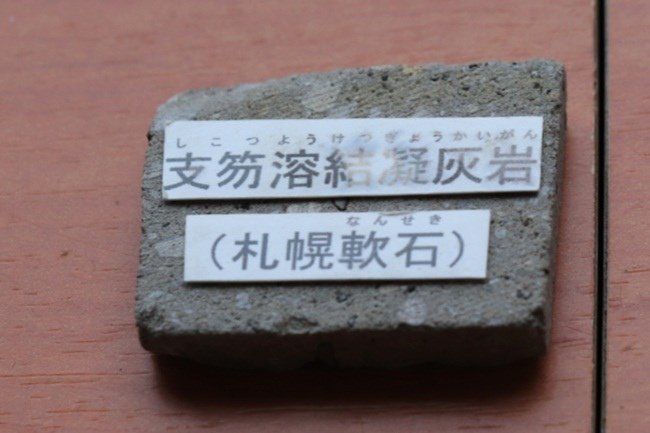 しこつようけつぎょうかいがん
支笏溶結凝灰岩
なんせき
（札幌軟石）